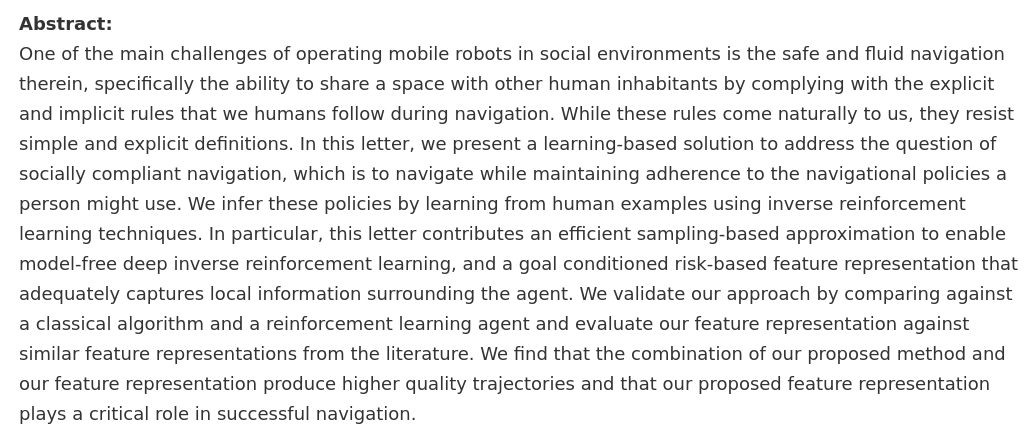 Abstract:
One of the main challenges of operating mobile robots in social environments is the safe and fluid navigation
therein, specifically the ability to share a space with other human inhabitants by complying with the explicit
and implicit rules that we humans follow during navigation. While these rules come naturally to us, they resist
simple and explicit definitions. In this letter, we present a learning-based solution to address the question of
socially compliant navigation, which is to navigate while maintaining adherence to the navigational policies a
person might use. We infer these policies by learning from human examples using inverse reinforcement
learning techniques. In particular, this letter contributes an efficient sampling-based approximation to enable
model-free deep inverse reinforcement learning, and a goal conditioned risk-based feature representation that
adequately captures local information surrounding the agent. We validate our approach by comparing against
a classical algorithm and a reinforcement learning agent and evaluate our feature representation against
similar feature representations from the literature. We find that the combination of our proposed method and
our feature representation produce higher quality trajectories and that our proposed feature representation
plays a critical role in successful navigation.